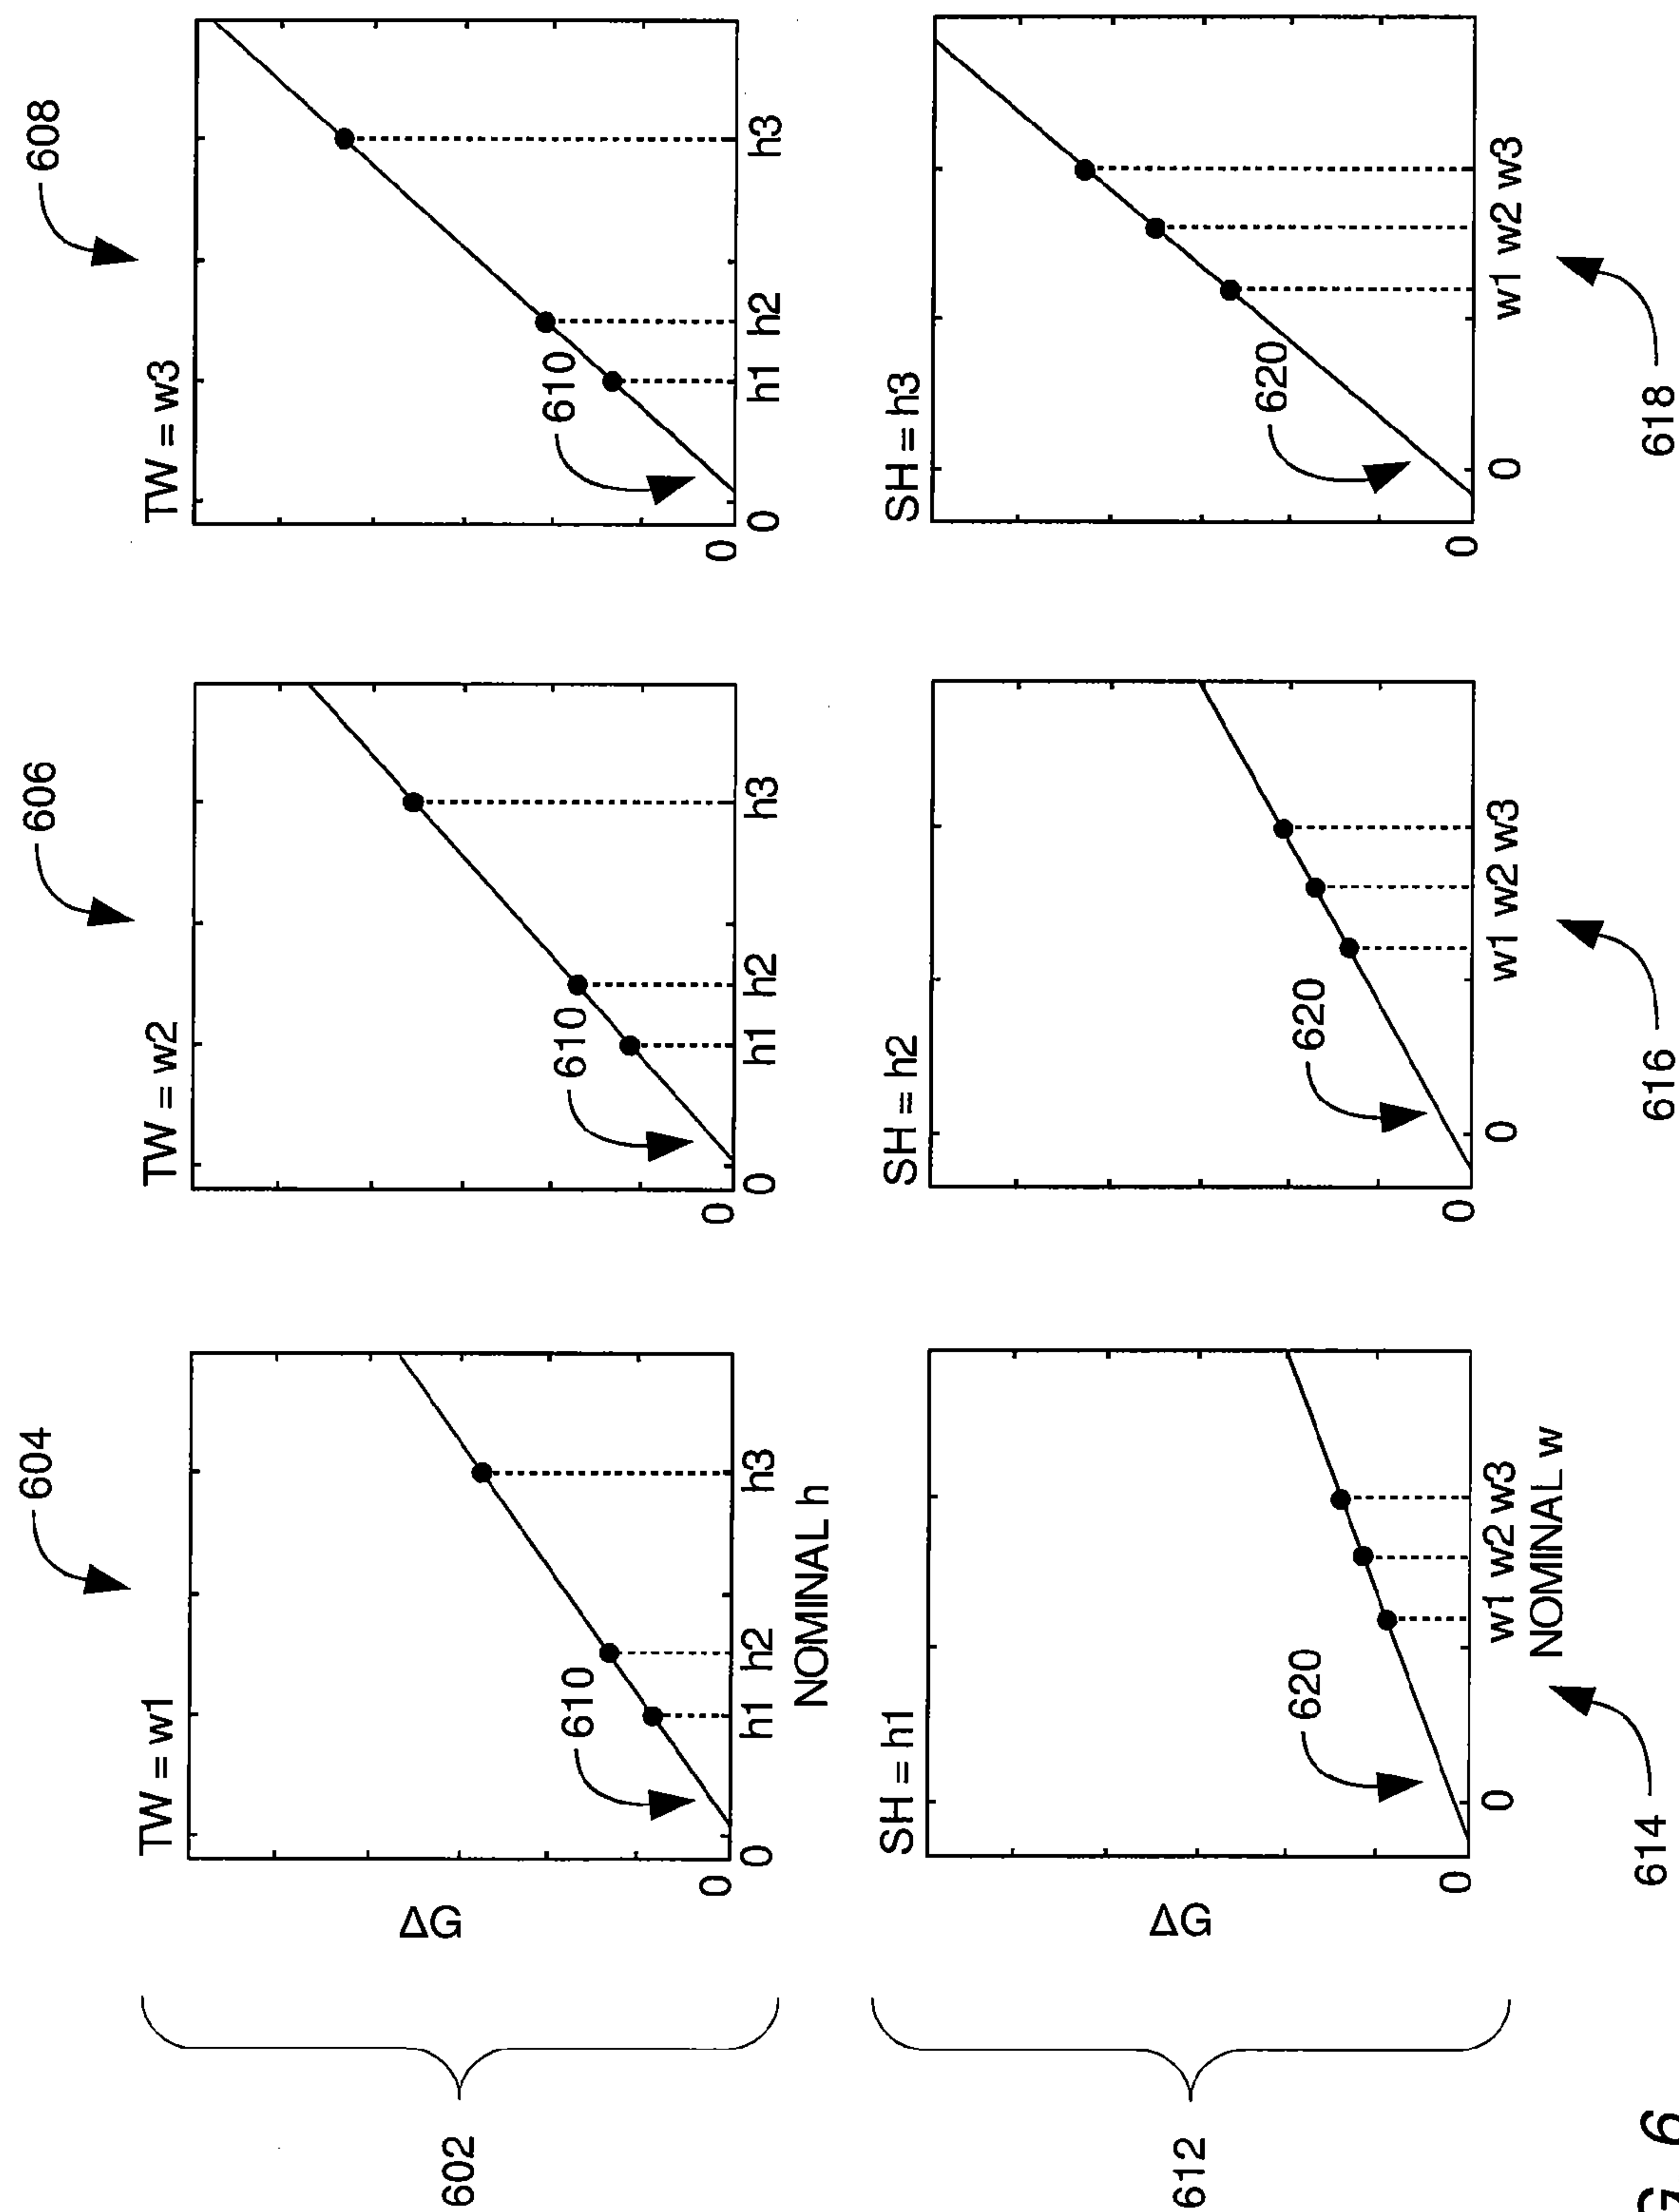 604
606
608
TW = w1
TW = w2
TW = w3
602
ΔG
610
610
610
0
0
0
0 h1 h2 h3
0 h1 h2 h3
0 h1 h2 h3
NOMINAL h
SH = h1
SH = h2
SH = h3
612
ΔG
620
620
620
0
0
0
0 w1 w2 w3
0 w1 w2 w3
0 w1 w2 w3
NOMINAL w
614
616
618